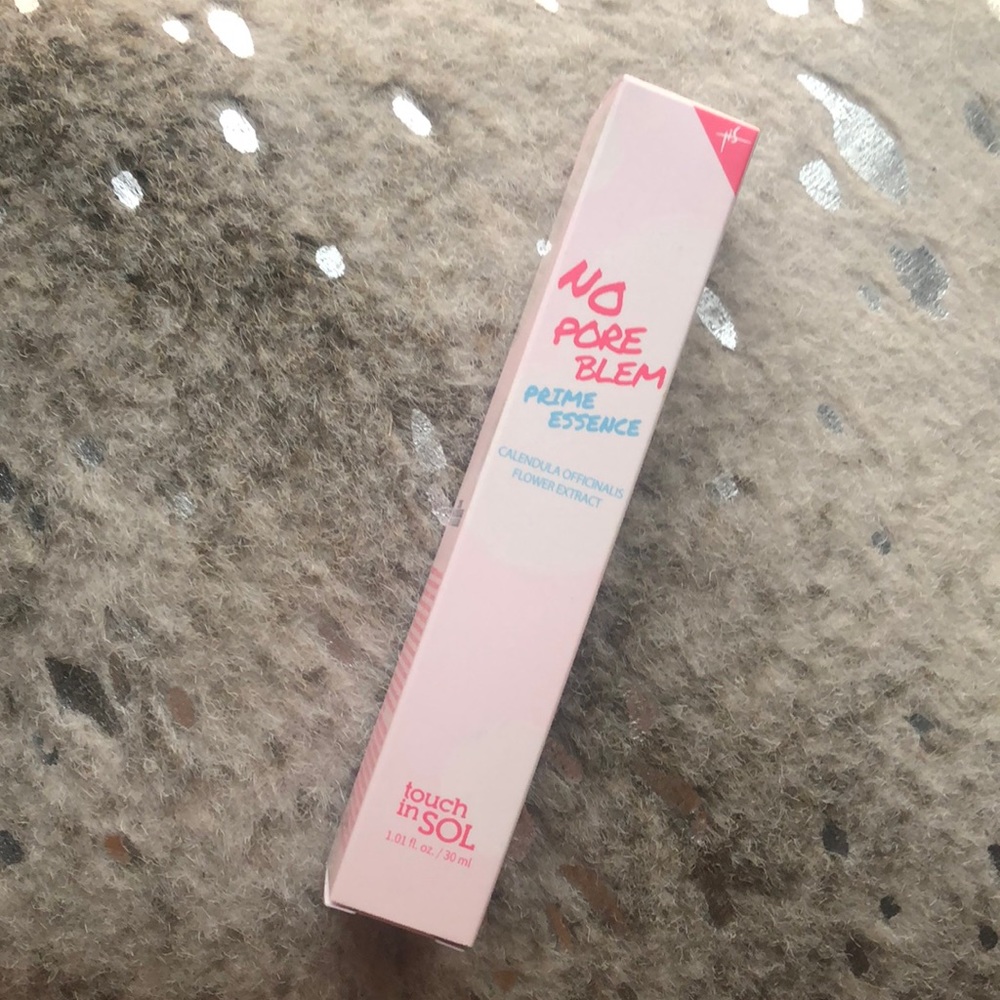 NO
PORE
BLEM
PRIME
ESSENCE
CALENDULA OFFICINALIS
FLOWER EXTRACT
touch
in SOL
1.01 fl. oz. / 30 ml